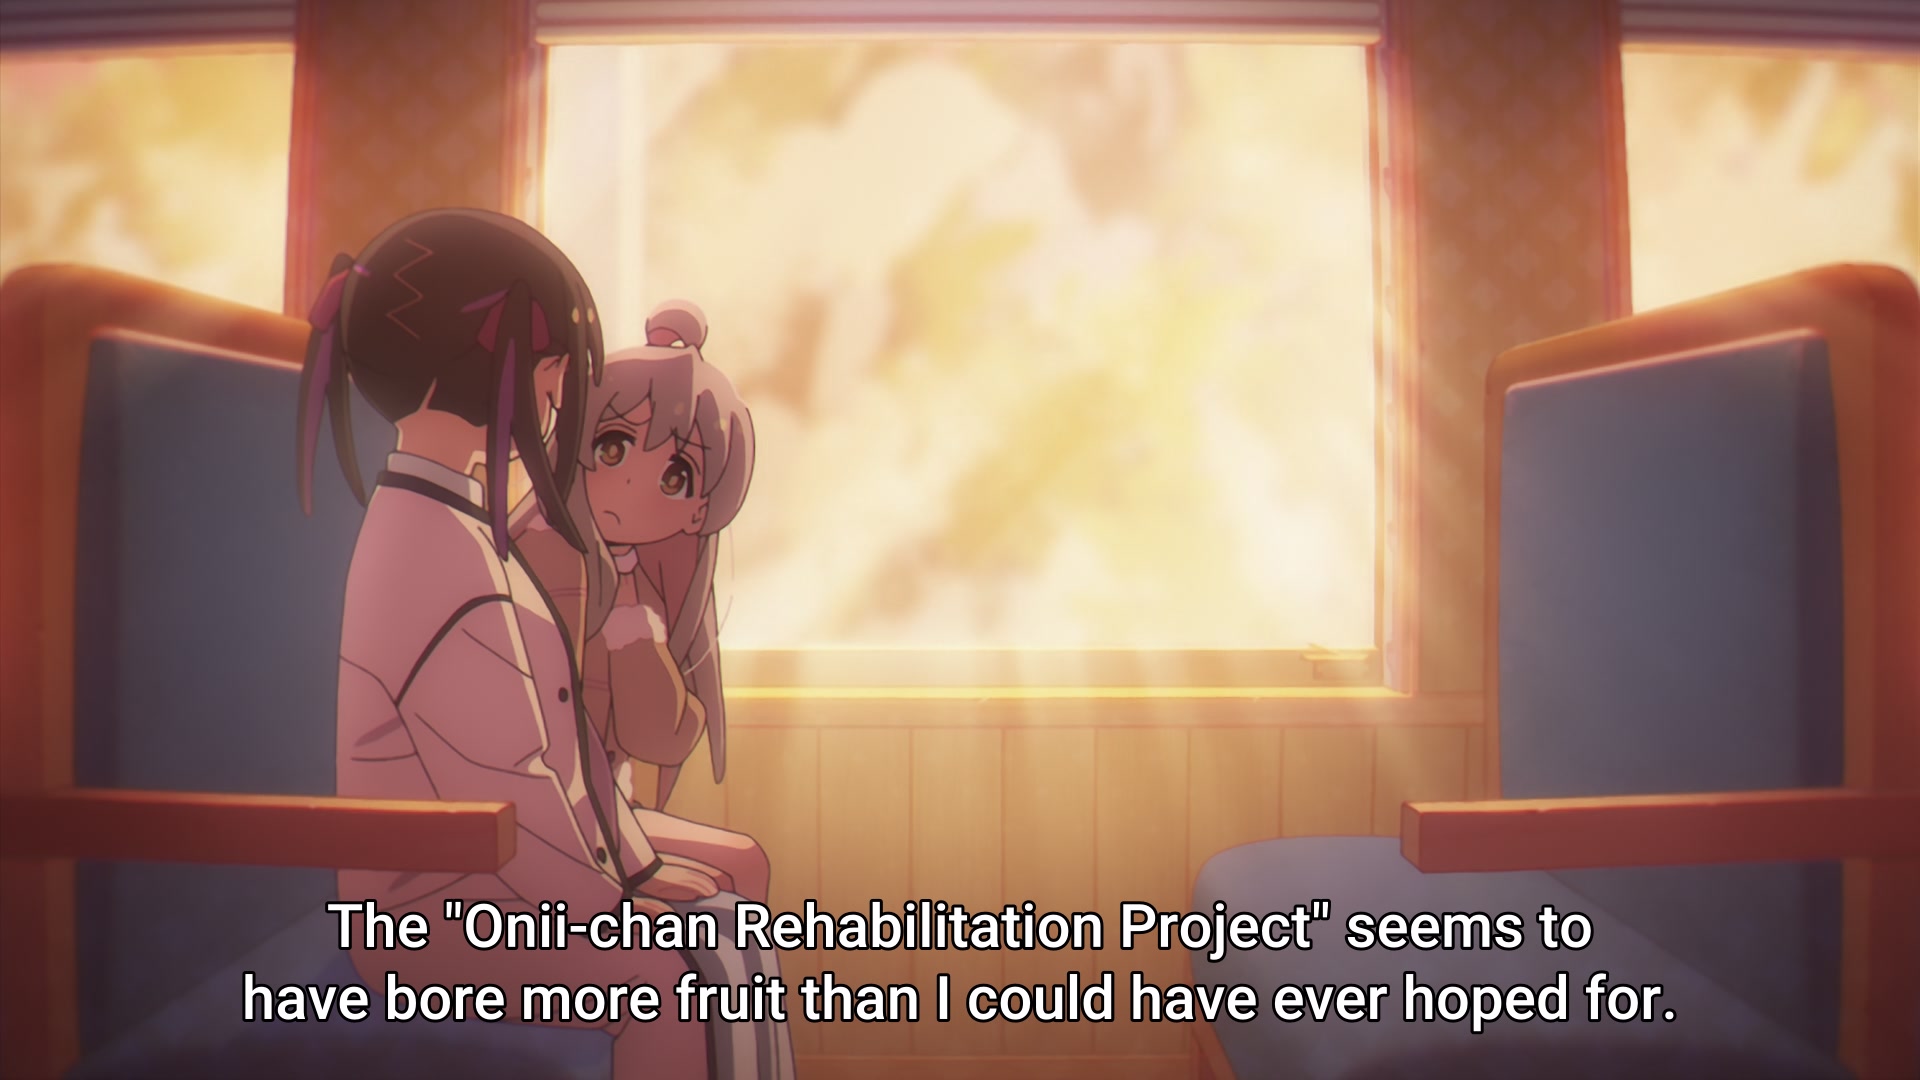 The "Onii-chan Rehabilitation Project" seems to
have bore more fruit than I could have ever hoped for.